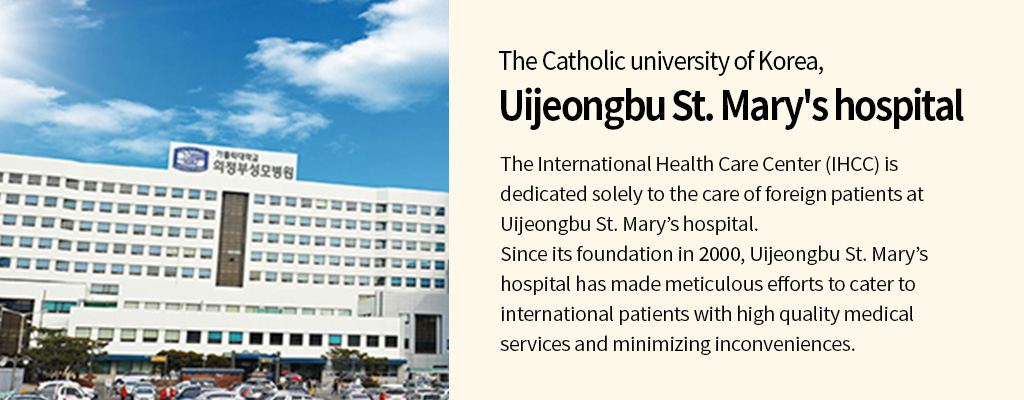 가톨릭대학교
의정부성모병원
The Catholic university of Korea,
Uijeongbu St. Mary's hospital
The International Health Care Center (IHCC) is
dedicated solely to the care of foreign patients at
Uijeongbu St. Mary’s hospital.
Since its foundation in 2000, Uijeongbu St. Mary’s
hospital has made meticulous efforts to cater to
international patients with high quality medical
services and minimizing inconveniences.